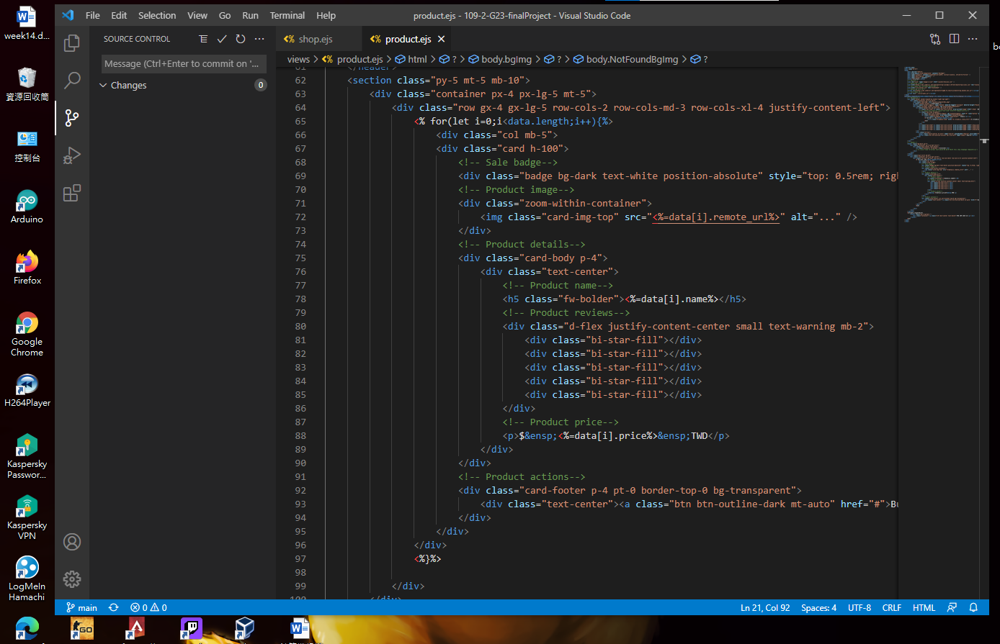 File Edit Selection View Go Run Terminal Help
product.ejs - 109-2-G23-finalProject - Visual Studio Code
week14.d...
資源回收筒
控制台
Arduino
Firefox
Google
Chrome
H264Player
Kaspersky
Passwor...
Kaspersky
VPN
LogMeIn
Hamachi
SOURCE CONTROL
Message (Ctrl+Enter to commit on '...
Changes 0
shop.ejs product.ejs
views > product.ejs > html > ? > body.bgImg > ? > body.NotFoundBgImg > ?
61 </header>
62 <section class="py-5 mt-5 mb-10">
63 <div class="container px-4 px-lg-5 mt-5">
64 <div class="row gx-4 gx-lg-5 row-cols-2 row-cols-md-3 row-cols-xl-4 justify-content-left">
65 <% for(let i=0;i<data.length;i++){%>
66 <div class="col mb-5">
67 <div class="card h-100">
68 <!-- Sale badge-->
69 <div class="badge bg-dark text-white position-absolute" style="top: 0.5rem; righ
70 <!-- Product image-->
71 <div class="zoom-within-container">
72 <img class="card-img-top" src="<%=data[i].remote_url%>" alt="..." />
73 </div>
74 <!-- Product details-->
75 <div class="card-body p-4">
76 <div class="text-center">
77 <!-- Product name-->
78 <h5 class="fw-bolder"><%=data[i].name%></h5>
79 <!-- Product reviews-->
80 <div class="d-flex justify-content-center small text-warning mb-2">
81 <div class="bi-star-fill"></div>
82 <div class="bi-star-fill"></div>
83 <div class="bi-star-fill"></div>
84 <div class="bi-star-fill"></div>
85 <div class="bi-star-fill"></div>
86 </div>
87 <!-- Product price-->
88 <p>$&ensp;<%=data[i].price%>&ensp;TWD</p>
89 </div>
90 </div>
91 <!-- Product actions-->
92 <div class="card-footer p-4 pt-0 border-top-0 bg-transparent">
93 <div class="text-center"><a class="btn btn-outline-dark mt-auto" href="#">Bu
94 </div>
95 </div>
96 </div>
97 <%}%>
98
99 </div>
100 </div>
main 0 0
Ln 21, Col 92 Spaces: 4 UTF-8 CRLF HTML
GO